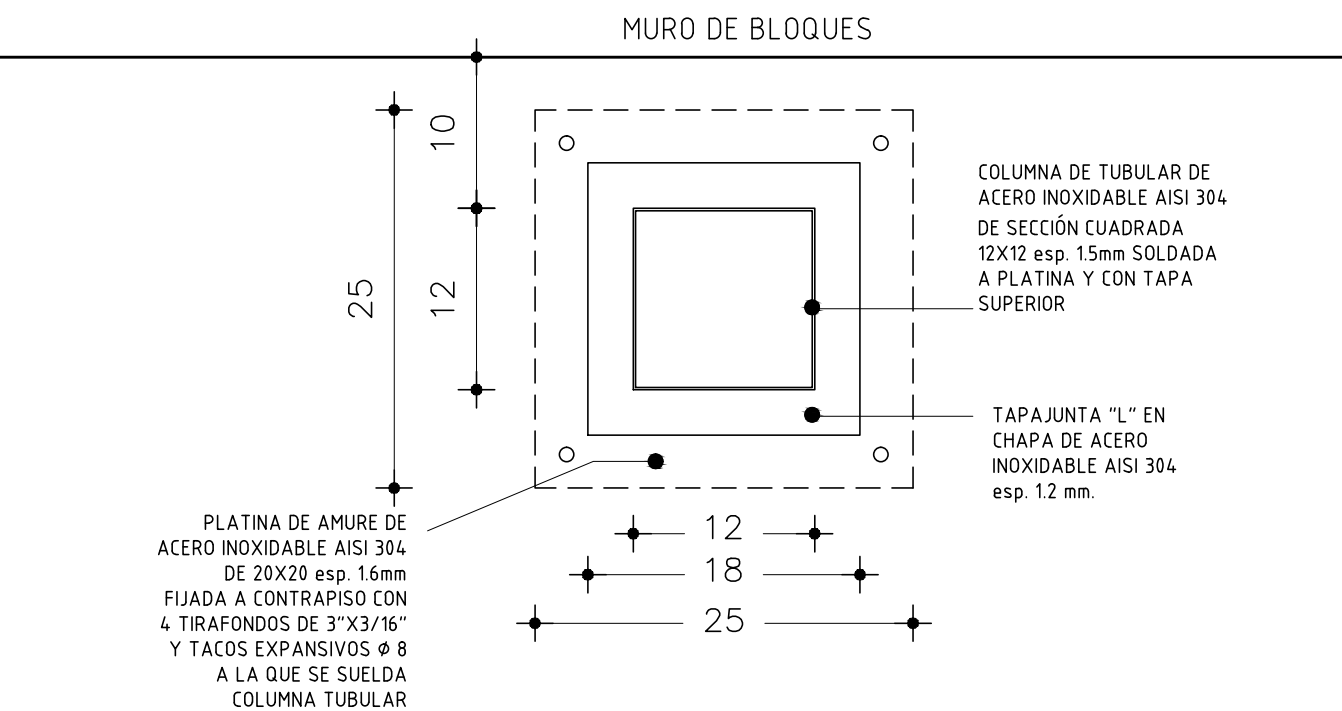 MURO DE BLOQUES
10
25
12
COLUMNA DE TUBULAR DE
ACERO INOXIDABLE AISI 304
DE SECCIÓN CUADRADA
12X12 esp. 1.5mm SOLDADA
A PLATINA Y CON TAPA
SUPERIOR
TAPAJUNTA "L" EN
CHAPA DE ACERO
INOXIDABLE AISI 304
esp. 1.2 mm.
PLATINA DE AMURE DE
ACERO INOXIDABLE AISI 304
DE 20X20 esp. 1.6mm
FIJADA A CONTRAPISO CON
4 TIRAFONDOS DE 3"X3/16"
Y TACOS EXPANSIVOS Ø 8
A LA QUE SE SUELDA
COLUMNA TUBULAR
12
18
25